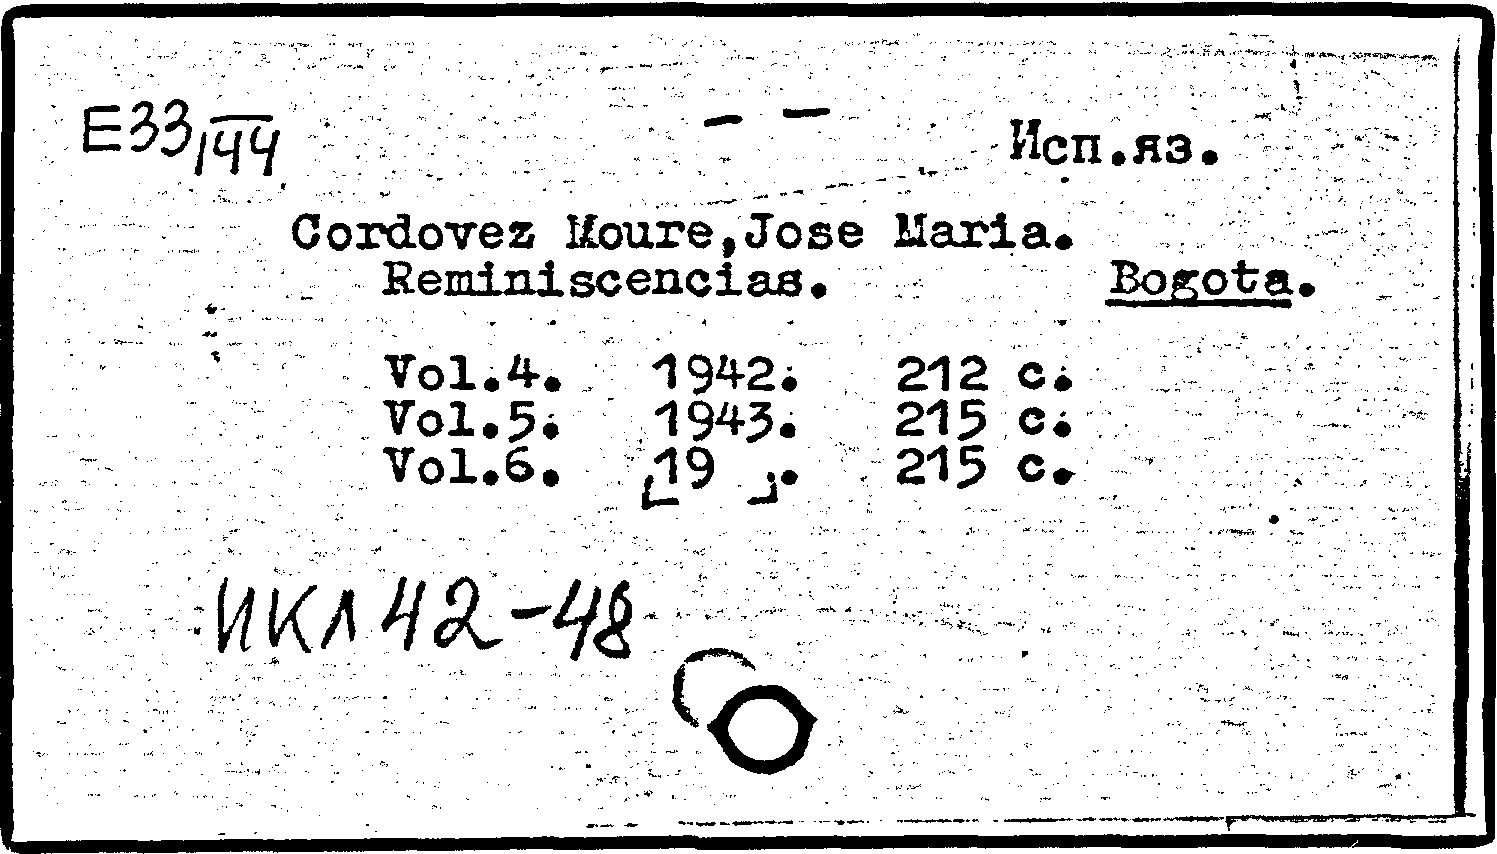 E33/44
— — Исп.яз.
Cordovez Moure,Jose Maria.
Reminiscencias. Bogota.
Vol.4. 1942. 212 c.
Vol.5. 1943. 215 c.
Vol.6. [19 ]. 215 c.
ИКЛ 42-48